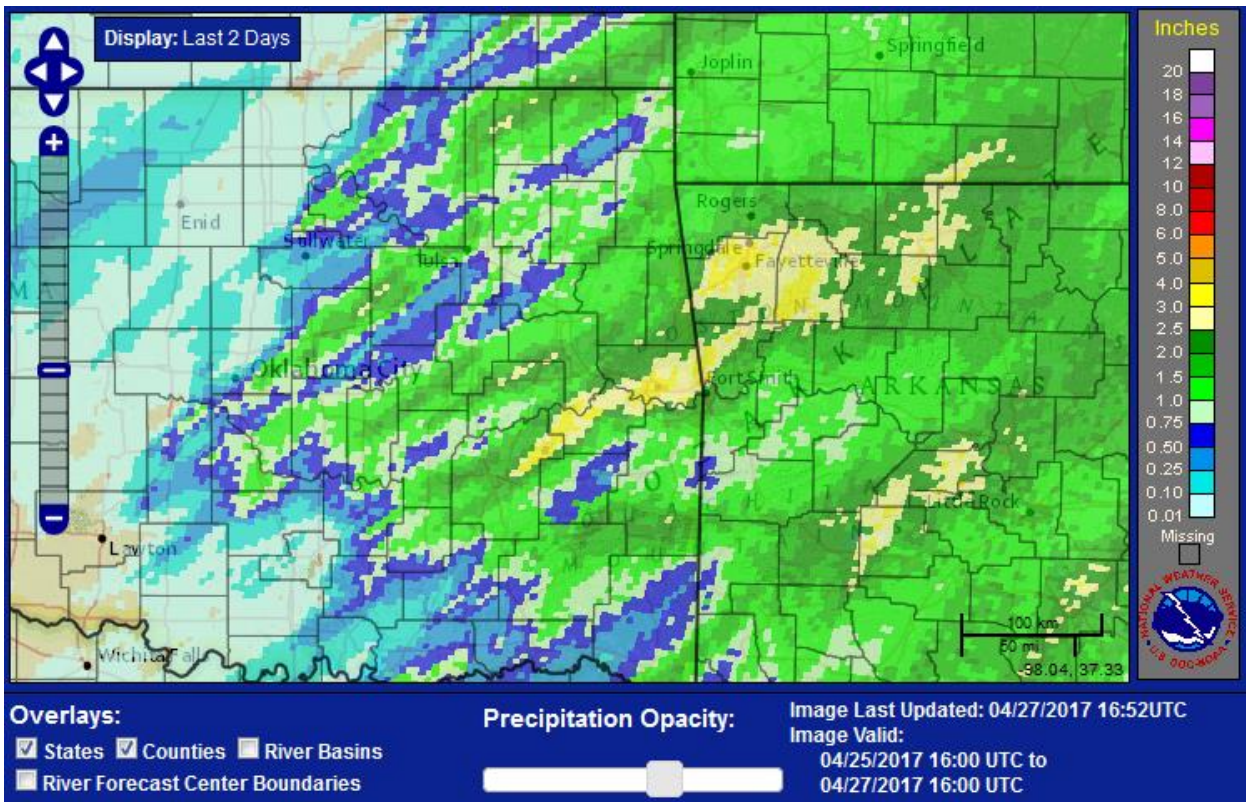 Display: Last 2 Days
Inches
20
18
16
14
12
10
8.0
6.0
5.0
4.0
3.0
2.5
2.0
1.5
1.0
0.75
0.50
0.25
0.10
0.01
Missing
NATIONAL WEATHER SERVICE
U.S. DOC-NOAA
Springfield
Joplin
Rogers
Enid
Springdale
Stillwater
Tulsa
Fayetteville
Oklahoma City
Fort Smith
ARKANSAS
Little Rock
Lawton
Wichita Falls
100 km
50 mi
-98.04, 37.33
Overlays:
States Counties River Basins
River Forecast Center Boundaries
Precipitation Opacity:
Image Last Updated: 04/27/2017 16:52UTC
Image Valid:
04/25/2017 16:00 UTC to
04/27/2017 16:00 UTC